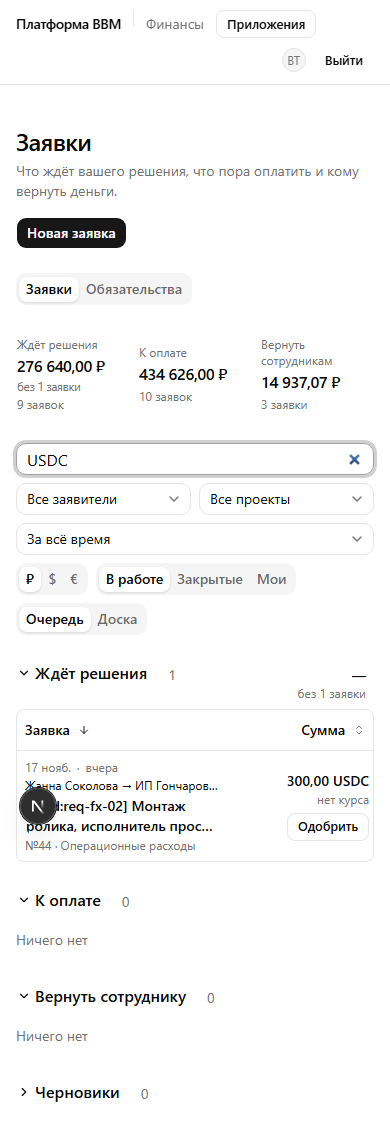 Платформа BBM
Финансы
Приложения
ВТ
Выйти
Заявки
Что ждёт вашего решения, что пора оплатить и кому
вернуть деньги.
Новая заявка
Заявки
Обязательства
Ждёт решения
276 640,00 ₽
без 1 заявки
9 заявок
К оплате
434 626,00 ₽
10 заявок
Вернуть
сотрудникам
14 937,07 ₽
3 заявки
USDC
Все заявители
Все проекты
За всё время
₽ $ €
В работе Закрытые Мои
Очередь Доска
Ждёт решения 1 —
без 1 заявки
Заявка ↓ Сумма
17 нояб. · вчера
Жанна Соколова → ИП Гончаров...
300,00 USDC
нет курса
N
d:req-fx-02] Монтаж
ролика, исполнитель прос...
Одобрить
№44 · Операционные расходы
К оплате 0
Ничего нет
Вернуть сотруднику 0
Ничего нет
Черновики 0